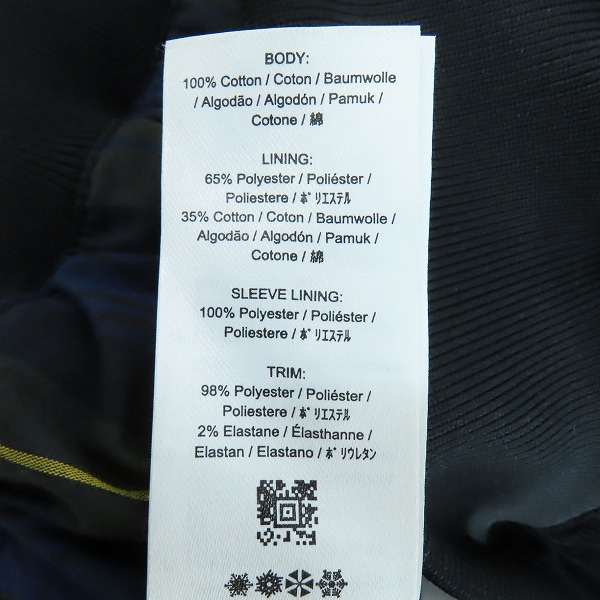 BODY:
100% Cotton / Coton / Baumwolle
/ Algodão / Algodón / Pamuk /
Cotone / 綿
LINING:
65% Polyester / Poliéster /
Poliestere / ﾎﾟﾘｴｽﾃﾙ
35% Cotton / Coton / Baumwolle /
Algodão / Algodón / Pamuk /
Cotone / 綿
SLEEVE LINING:
100% Polyester / Poliéster /
Poliestere / ﾎﾟﾘｴｽﾃﾙ
TRIM:
98% Polyester / Poliéster /
Poliestere / ﾎﾟﾘｴｽﾃﾙ
2% Elastane / Élasthanne /
Elastan / Elastano / ﾎﾟﾘｳﾚﾀﾝ